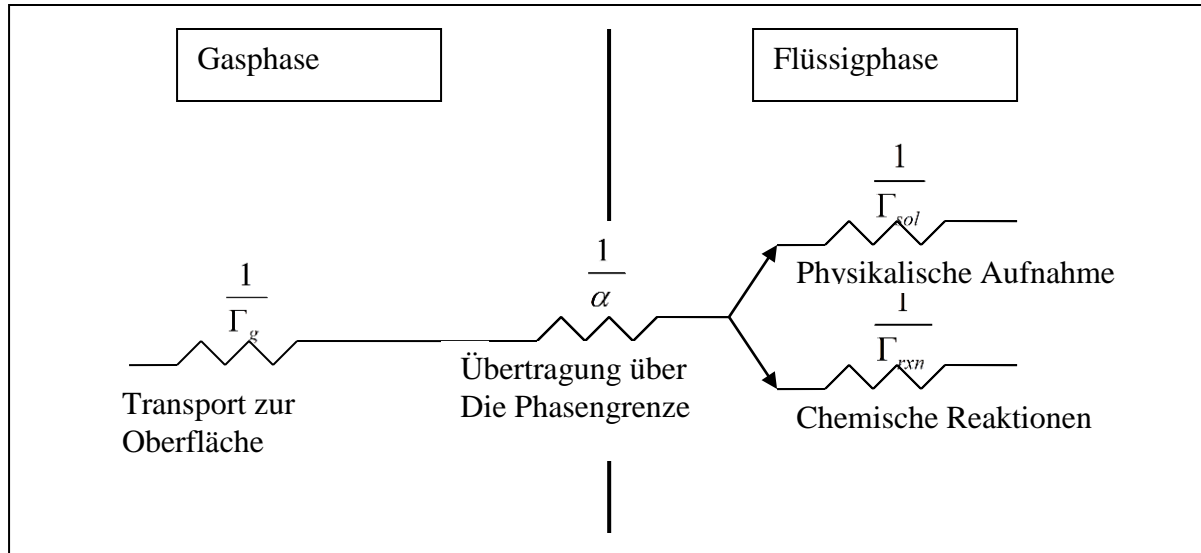 Gasphase
Flüssigphase
1
Γg
Transport zur
Oberfläche
1
α
Übertragung über
Die Phasengrenze
1
Γsol
Physikalische Aufnahme
1
Γrxn
Chemische Reaktionen